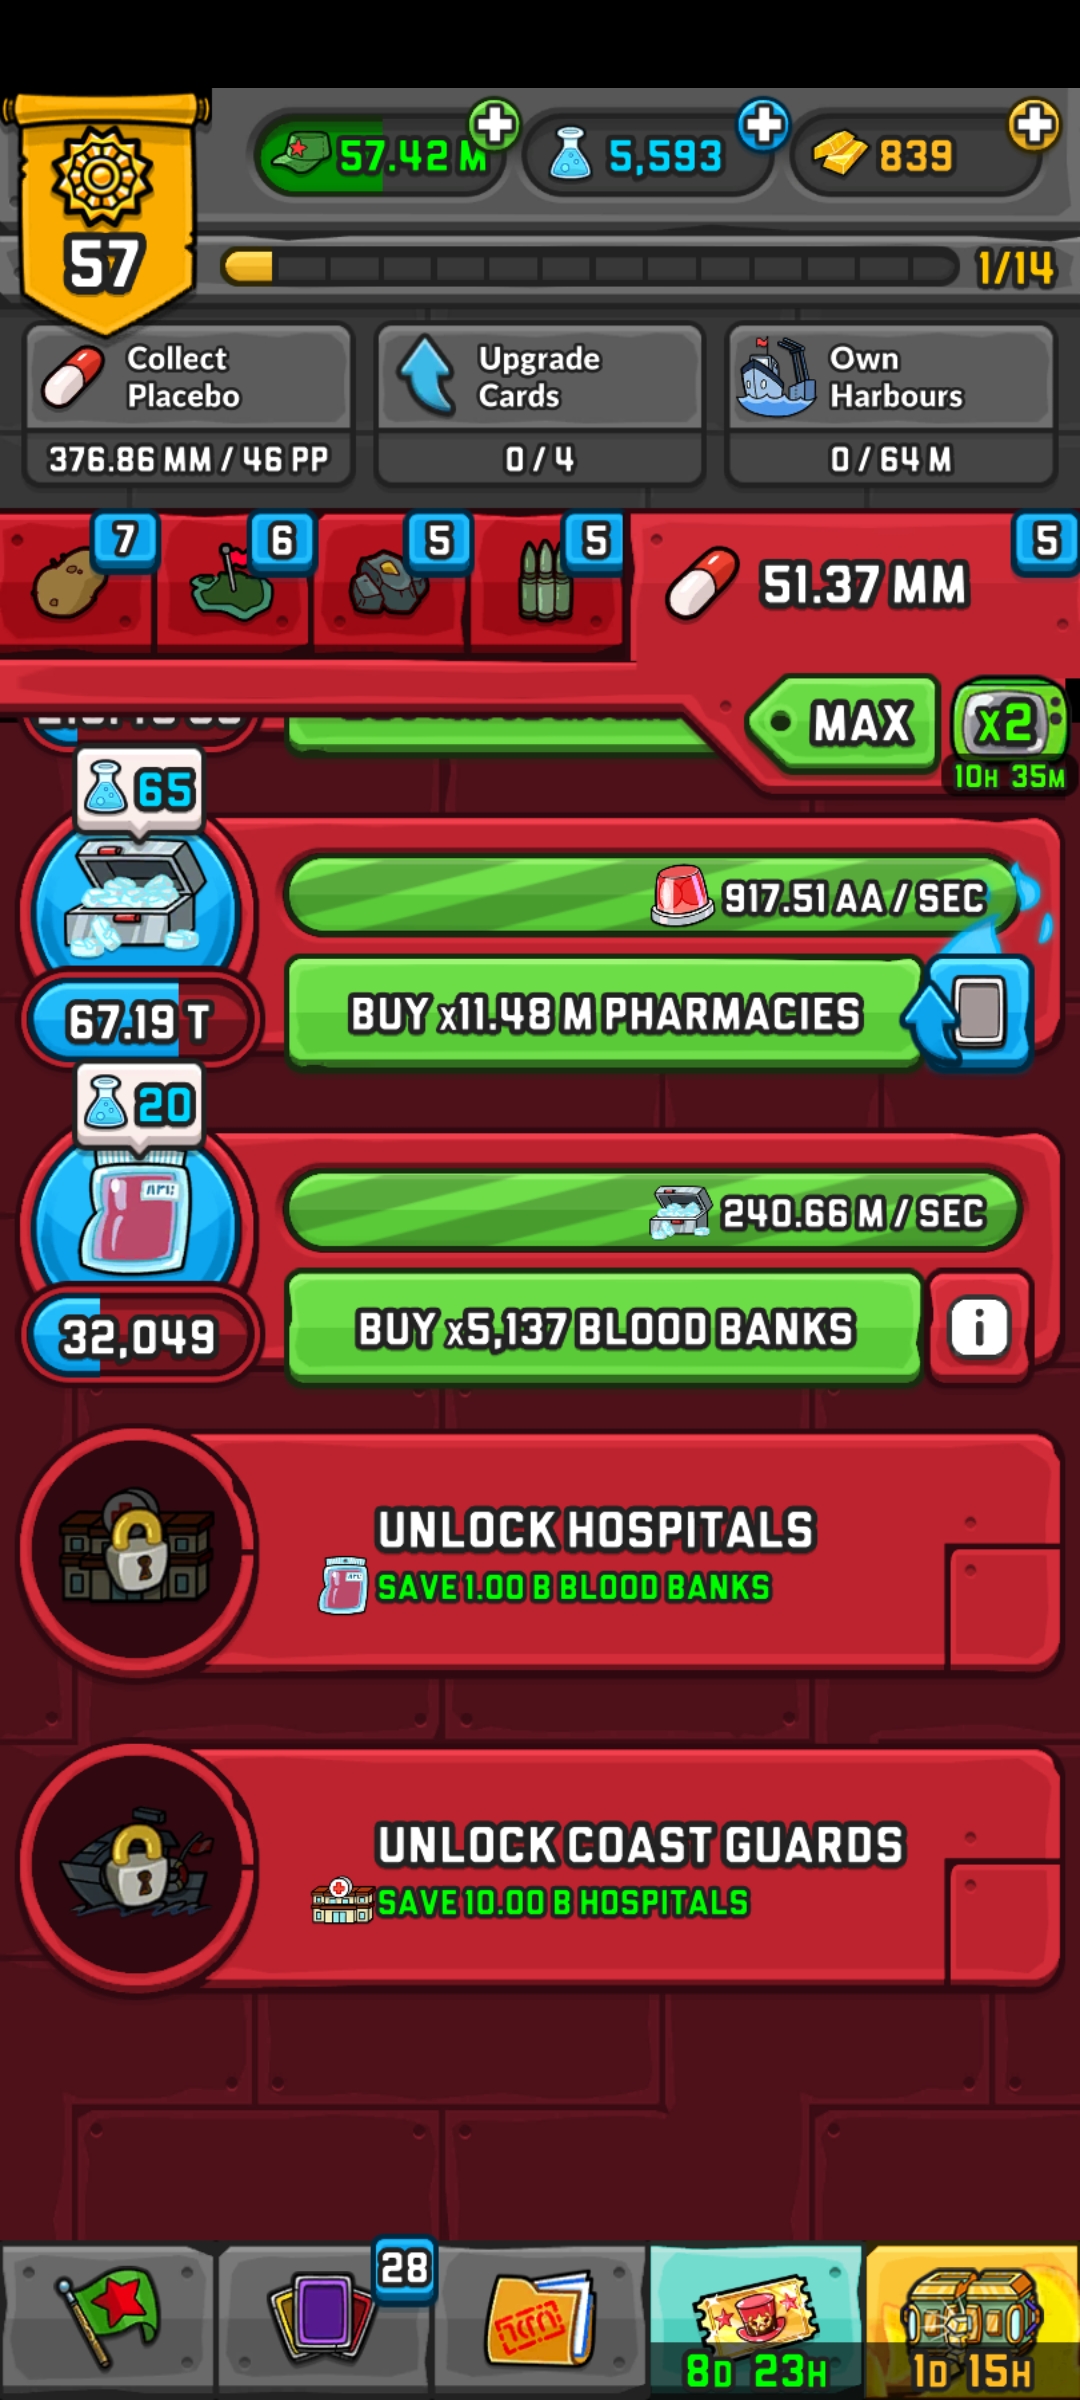 57.42 M
5,593
839
57
1/14
Collect
Placebo
Upgrade
Cards
Own
Harbours
376.86 MM / 46 PP
0 / 4
0 / 64 M
7
6
5
5
5
51.37 MM
MAX
x2
10H 35M
65
917.51 AA / SEC
67.19 T
BUY x11.48 M PHARMACIES
20
240.66 M / SEC
32,049
BUY x5,137 BLOOD BANKS
i
UNLOCK HOSPITALS
SAVE 1.00 B BLOOD BANKS
UNLOCK COAST GUARDS
SAVE 10.00 B HOSPITALS
28
8D 23H
1D 15H